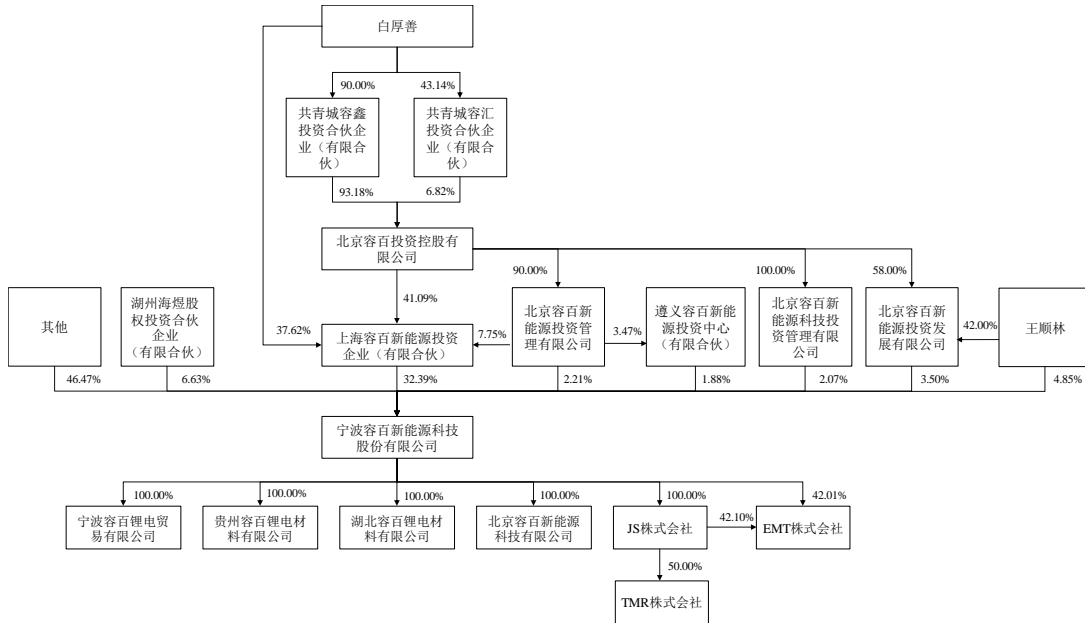 白厚善
90.00%
43.14%
共青城容鑫
投资合伙企
业（有限合
伙）
共青城容汇
投资合伙企
业（有限合
伙）
93.18%
6.82%
北京容百投资控股有
限公司
90.00%
100.00%
58.00%
41.09%
其他
湖州海煜股
权投资合伙
企业
（有限合伙）
37.62%
上海容百新能源投资
企业（有限合伙）
7.75%
北京容百新
能源投资管
理有限公司
3.47%
遵义容百新能
源投资中心
（有限合伙）
北京容百新
能源科技投
资管理有限
公司
北京容百新
能源投资发
展有限公司
42.00%
王顺林
46.47%
6.63%
32.39%
2.21%
1.88%
2.07%
3.50%
4.85%
宁波容百新能源科技
股份有限公司
100.00%
100.00%
100.00%
100.00%
100.00%
42.01%
宁波容百锂电贸
易有限公司
贵州容百锂电材
料有限公司
湖北容百锂电材
料有限公司
北京容百新能源
科技有限公司
JS株式会社
42.10%
EMT株式会社
50.00%
TMR株式会社